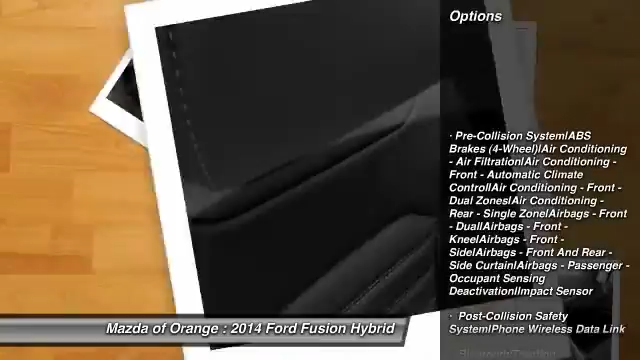 Options
· Pre-Collision System|ABS
Brakes (4-Wheel)|Air Conditioning
- Air Filtration|Air Conditioning -
Front - Automatic Climate
Control|Air Conditioning - Front -
Dual Zones|Air Conditioning -
Rear - Single Zone|Airbags - Front
- Dual|Airbags - Front -
Knee|Airbags - Front -
Side|Airbags - Front And Rear -
Side Curtain|Airbags - Passenger -
Occupant Sensing
Deactivation|Impact Sensor
· Post-Collision Safety
System|Phone Wireless Data Link
Mazda of Orange : 2014 Ford Fusion Hybrid